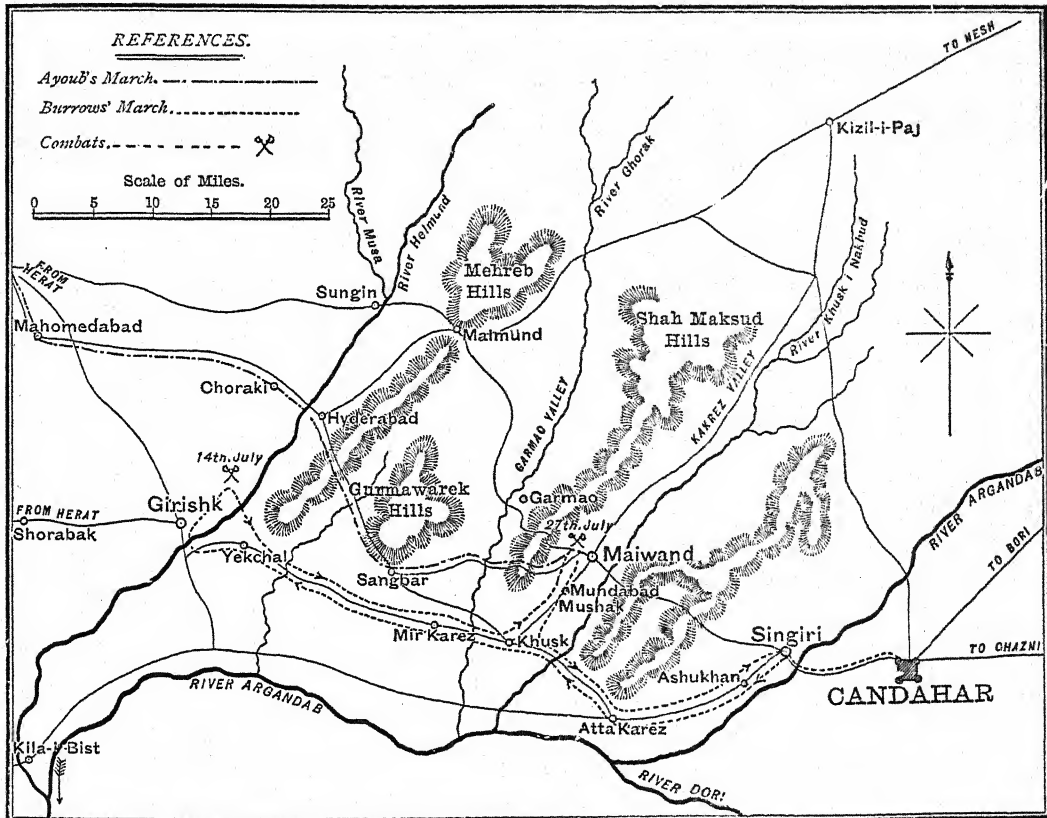 REFERENCES.
Ayoub's March.
Burrows' March.
Combats.
Scale of Miles.
0 5 10 15 20 25
TO NESH
Kizil-i-Paj
River Musa
River Helmund
River Ghorak
River Khusk i Nakhud
FROM HERAT
Sungin
Mehreb
Hills
Malmund
Shah Maksud
Hills
Mahomedabad
Choraki
Hyderabad
GARMAO VALLEY
KAKREZ VALLEY
14th. July
Gurmawarek
Hills
Garmao
RIVER ARGANDAB
Girishk
FROM HERAT
Shorabak
27th. July
TO BORI
Yekchal
Sangbar
Maiwand
Mundabad
Mushak
Mir Karez
Khusk
Singiri
TO GHAZNI
Ashukhan
CANDAHAR
RIVER ARGANDAB
Atta Karez
Kila-i-Bist
RIVER DORI